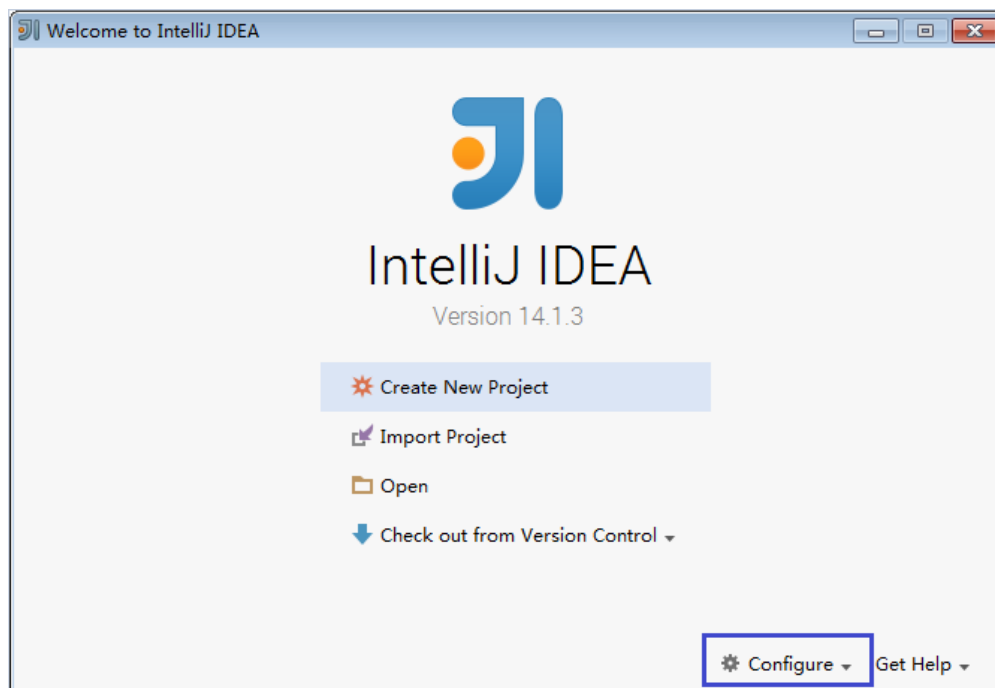 Welcome to IntelliJ IDEA
IntelliJ IDEA
Version 14.1.3
Create New Project
Import Project
Open
Check out from Version Control
Configure Get Help